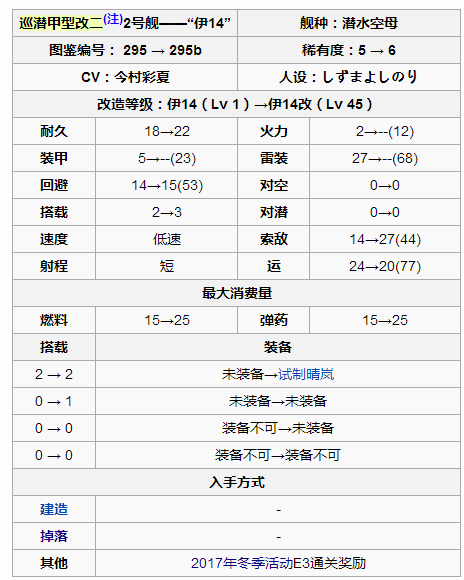 巡潜甲型改二(注)2号舰——“伊14” 舰种：潜水空母
图鉴编号： 295 → 295b 稀有度：5 → 6
CV：今村彩夏 人设：しずまよしのり
改造等级：伊14（Lv 1）→伊14改（Lv 45）
耐久 18→22 火力 2→--(12)
装甲 5→--(23) 雷装 27→--(68)
回避 14→15(53) 对空 0→0
搭载 2→3 对潜 0→0
速度 低速 索敌 14→27(44)
射程 短 运 24→20(77)
最大消费量
燃料 15→25 弹药 15→25
搭载 装备
2 → 2 未装备→试制晴岚
0 → 1 未装备→未装备
0 → 0 装备不可→未装备
0 → 0 装备不可→装备不可
入手方式
建造 -
掉落 -
其他 2017年冬季活动E3通关奖励